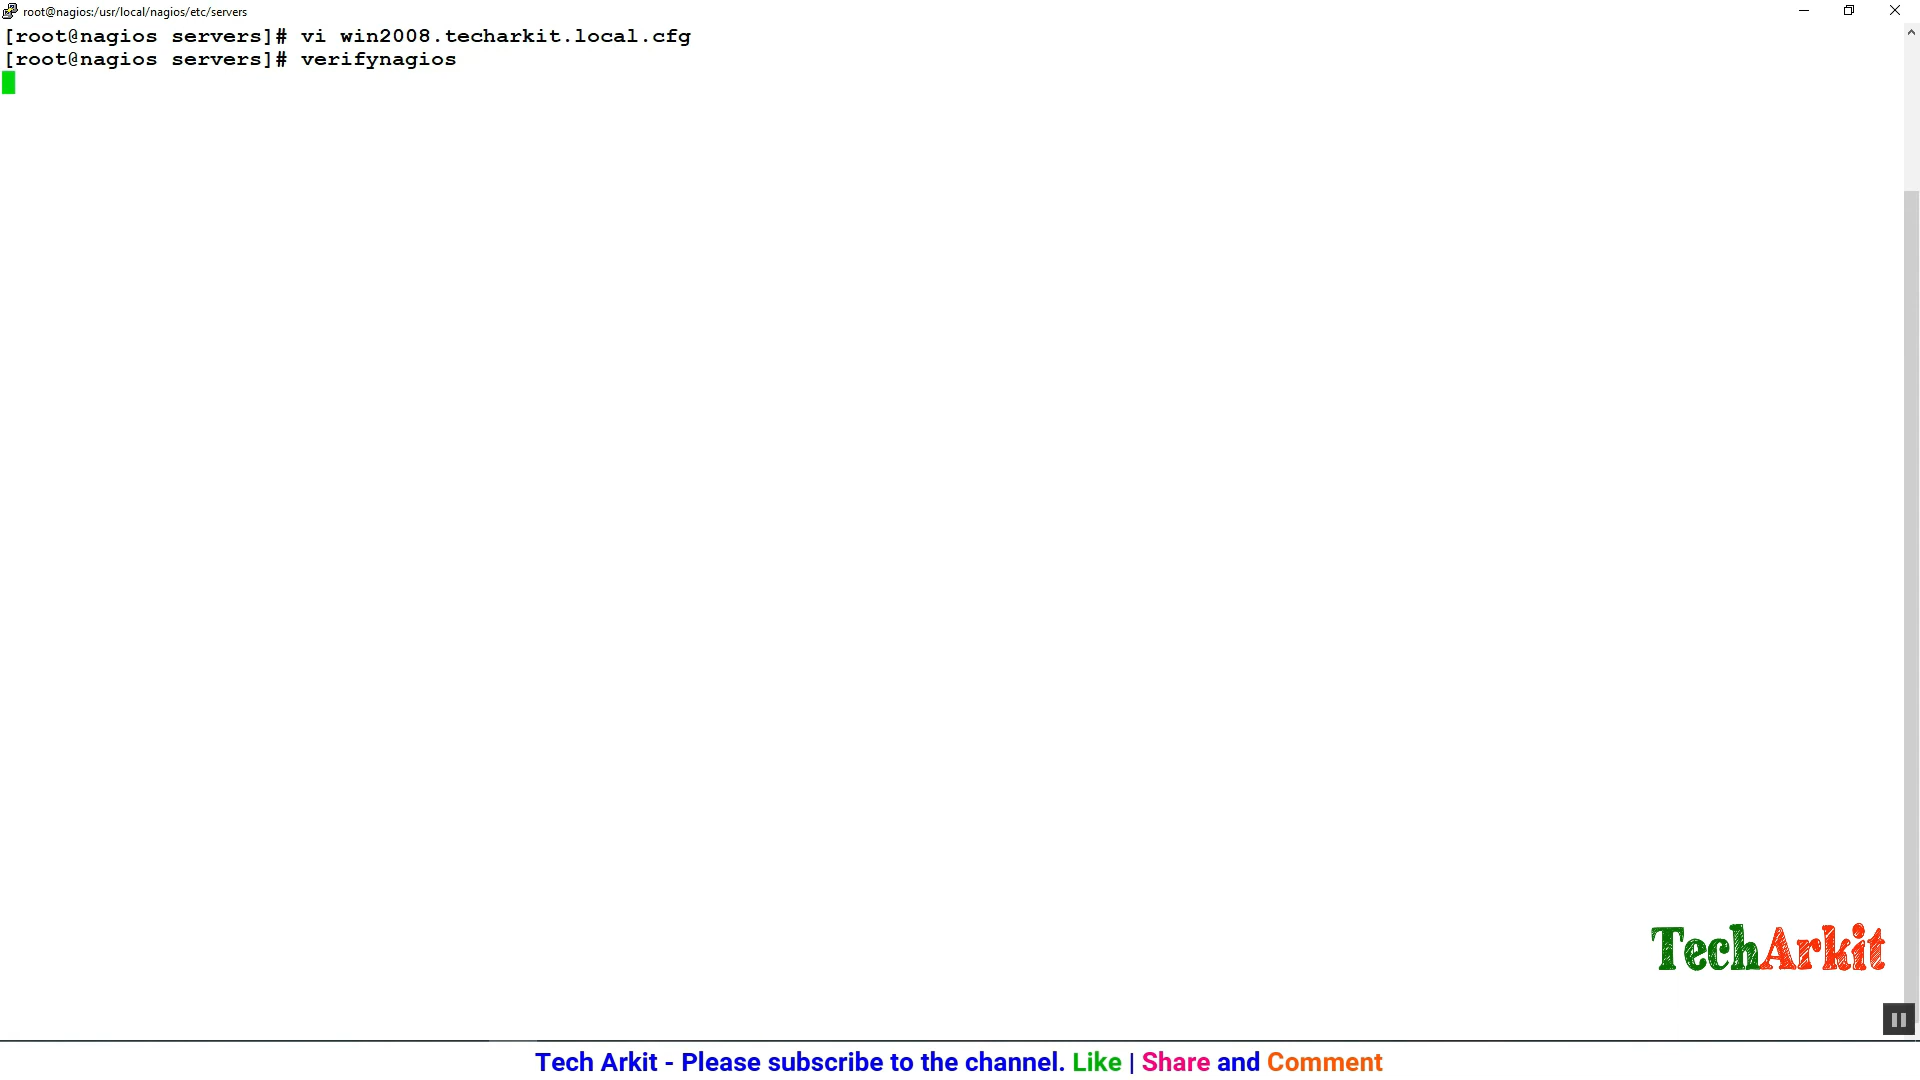 root@nagios:/usr/local/nagios/etc/servers
[root@nagios servers]# vi win2008.techarkit.local.cfg
[root@nagios servers]# verifynagios
TechArkit
Tech Arkit - Please subscribe to the channel. Like | Share and Comment